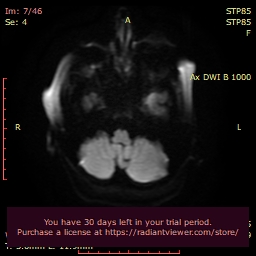 Im: 7/46
Se: 4
STP85
STP85
F
A
Ax DWI B 1000
R
L
You have 30 days left in your trial period.
Purchase a license at https://radiantviewer.com/store/